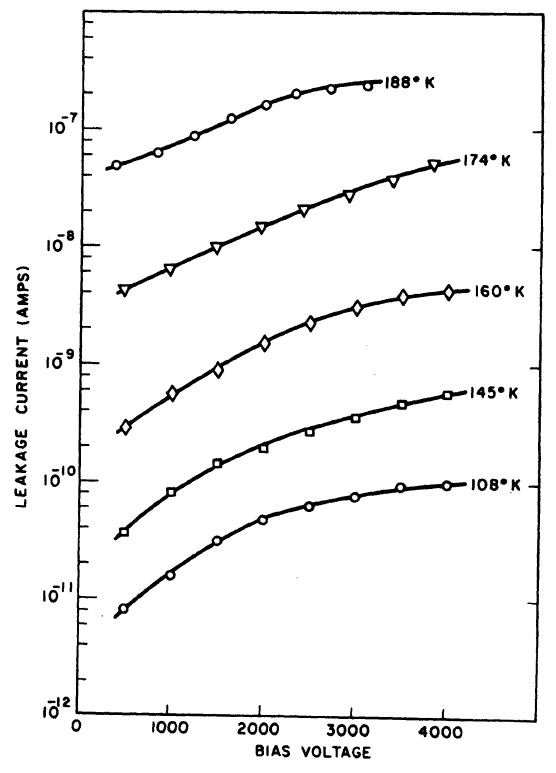 188° K
10⁻⁷
174° K
10⁻⁸
160° K
10⁻⁹
145° K
10⁻¹⁰
108° K
10⁻¹¹
10⁻¹²
LEAKAGE CURRENT (AMPS)
0 1000 2000 3000 4000
BIAS VOLTAGE